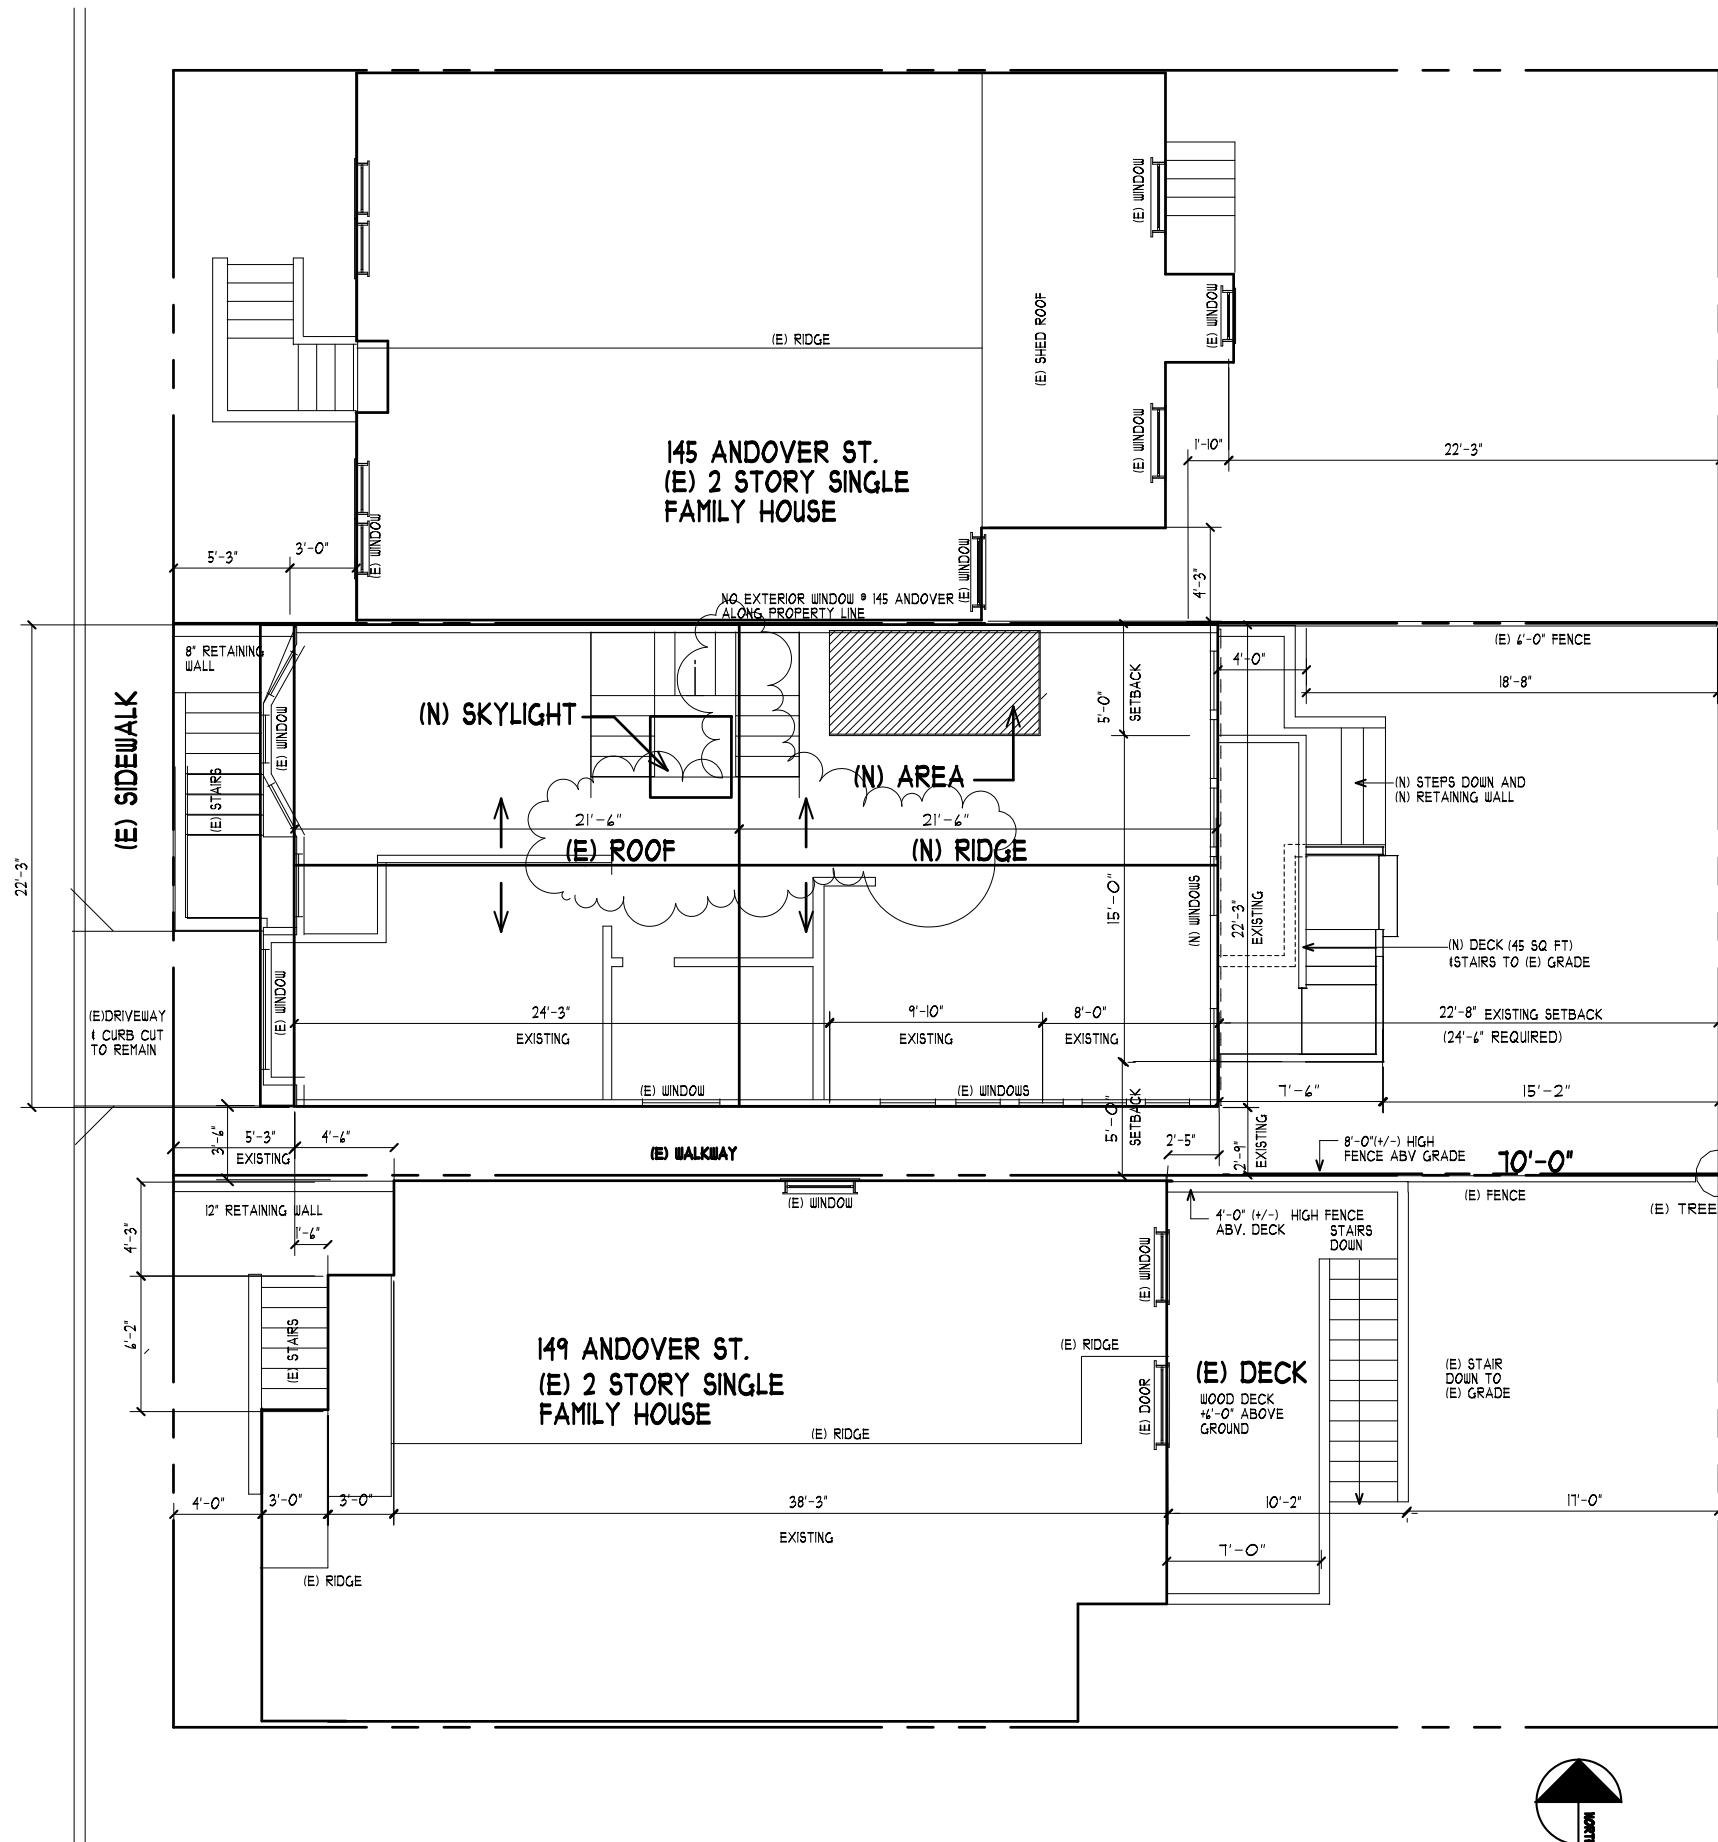 (E) WINDOW
(E) WINDOW
(E) SHED ROOF
(E) RIDGE
(E) WINDOW
145 ANDOVER ST.
(E) 2 STORY SINGLE
FAMILY HOUSE
1'-10"
22'-3"
5'-3"
3'-0"
(E) WINDOW
(E) WINDOW
4'-3"
NO EXTERIOR WINDOW @ 145 ANDOVER
ALONG PROPERTY LINE
8" RETAINING
WALL
(E) 6'-0" FENCE
4'-0"
18'-8"
5'-0"
SETBACK
(E) SIDEWALK
(E) STAIRS
(E) WINDOW
(N) SKYLIGHT
(N) AREA
(N) STEPS DOWN AND
(N) RETAINING WALL
21'-6"
21'-6"
(E) ROOF
(N) RIDGE
22'-3"
15'-0"
(N) WINDOWS
22'-3"
EXISTING
(N) DECK (45 SQ FT)
&STAIRS TO (E) GRADE
(E) WINDOW
(E)DRIVEWAY
& CURB CUT
TO REMAIN
24'-3"
EXISTING
9'-10"
EXISTING
8'-0"
EXISTING
22'-8" EXISTING SETBACK
(24'-6" REQUIRED)
(E) WINDOW
(E) WINDOWS
7'-6"
15'-2"
5'-0"
SETBACK
3'-6"
5'-3"
EXISTING
4'-6"
(E) WALKWAY
2'-5"
2'-9"
EXISTING
8'-0"(+/-) HIGH
FENCE ABV GRADE
70'-0"
(E) FENCE
(E) TREE
12" RETAINING WALL
1'-6"
(E) WINDOW
4'-0" (+/-) HIGH FENCE
ABV. DECK
STAIRS
DOWN
4'-3"
6'-2"
(E) STAIRS
(E) WINDOW
149 ANDOVER ST.
(E) 2 STORY SINGLE
FAMILY HOUSE
(E) RIDGE
(E) DOOR
(E) DECK
WOOD DECK
+6'-0" ABOVE
GROUND
(E) STAIR
DOWN TO
(E) GRADE
(E) RIDGE
4'-0"
3'-0"
3'-0"
38'-3"
EXISTING
10'-2"
17'-0"
7'-0"
(E) RIDGE